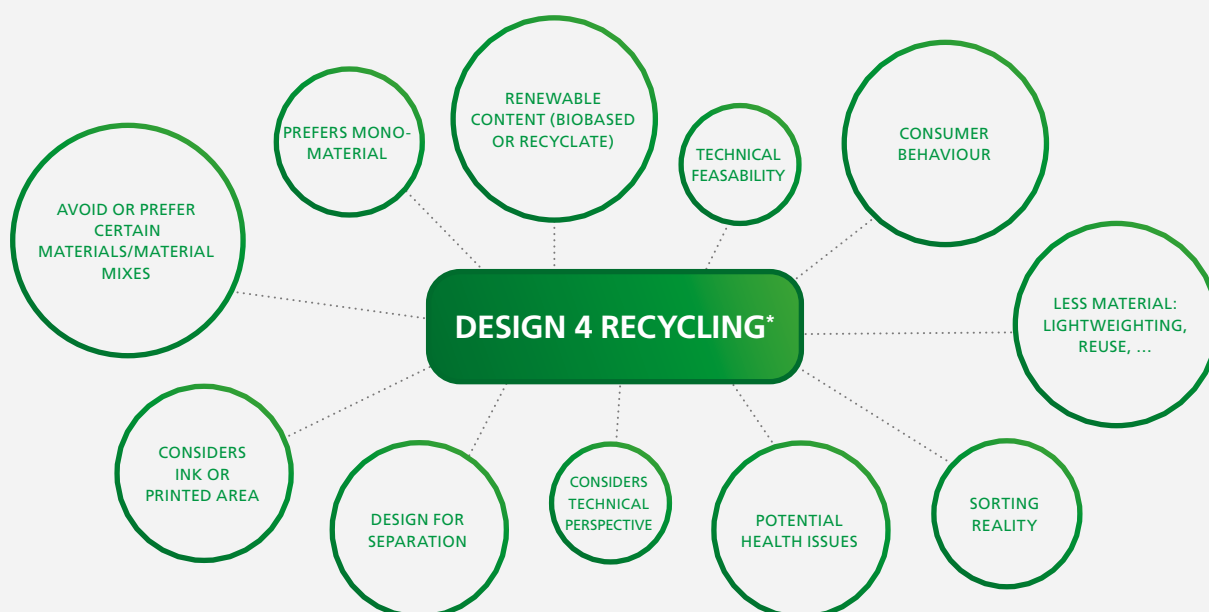 RENEWABLE
CONTENT (BIOBASED
OR RECYCLATE)
PREFERS MONO-
MATERIAL
TECHNICAL
FEASABILITY
CONSUMER
BEHAVIOUR
AVOID OR PREFER
CERTAIN
MATERIALS/MATERIAL
MIXES
LESS MATERIAL:
LIGHTWEIGHTING,
REUSE, ...
DESIGN 4 RECYCLING*
CONSIDERS
INK OR
PRINTED AREA
DESIGN FOR
SEPARATION
CONSIDERS
TECHNICAL
PERSPECTIVE
POTENTIAL
HEALTH ISSUES
SORTING
REALITY